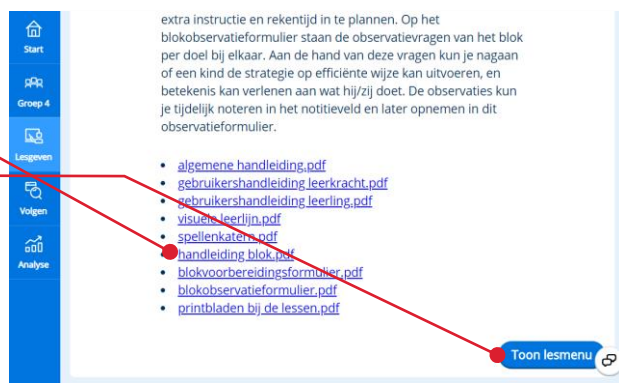 Start
Groep 4
Lesgeven
Volgen
Analyse
extra instructie en rekentijd in te plannen. Op het
blokobservatieformulier staan de observatievragen van het blok
per doel bij elkaar. Aan de hand van deze vragen kun je nagaan
of een kind de strategie op efficiënte wijze kan uitvoeren, en
betekenis kan verlenen aan wat hij/zij doet. De observaties kun
je tijdelijk noteren in het notitieveld en later opnemen in dit
observatieformulier.
algemene handleiding.pdf
gebruikershandleiding leerkracht.pdf
gebruikershandleiding leerling.pdf
visuele leerlijn.pdf
spellenkatern.pdf
handleiding blok.pdf
blokvoorbereidingsformulier.pdf
blokobservatieformulier.pdf
printbladen bij de lessen.pdf
Toon lesmenu